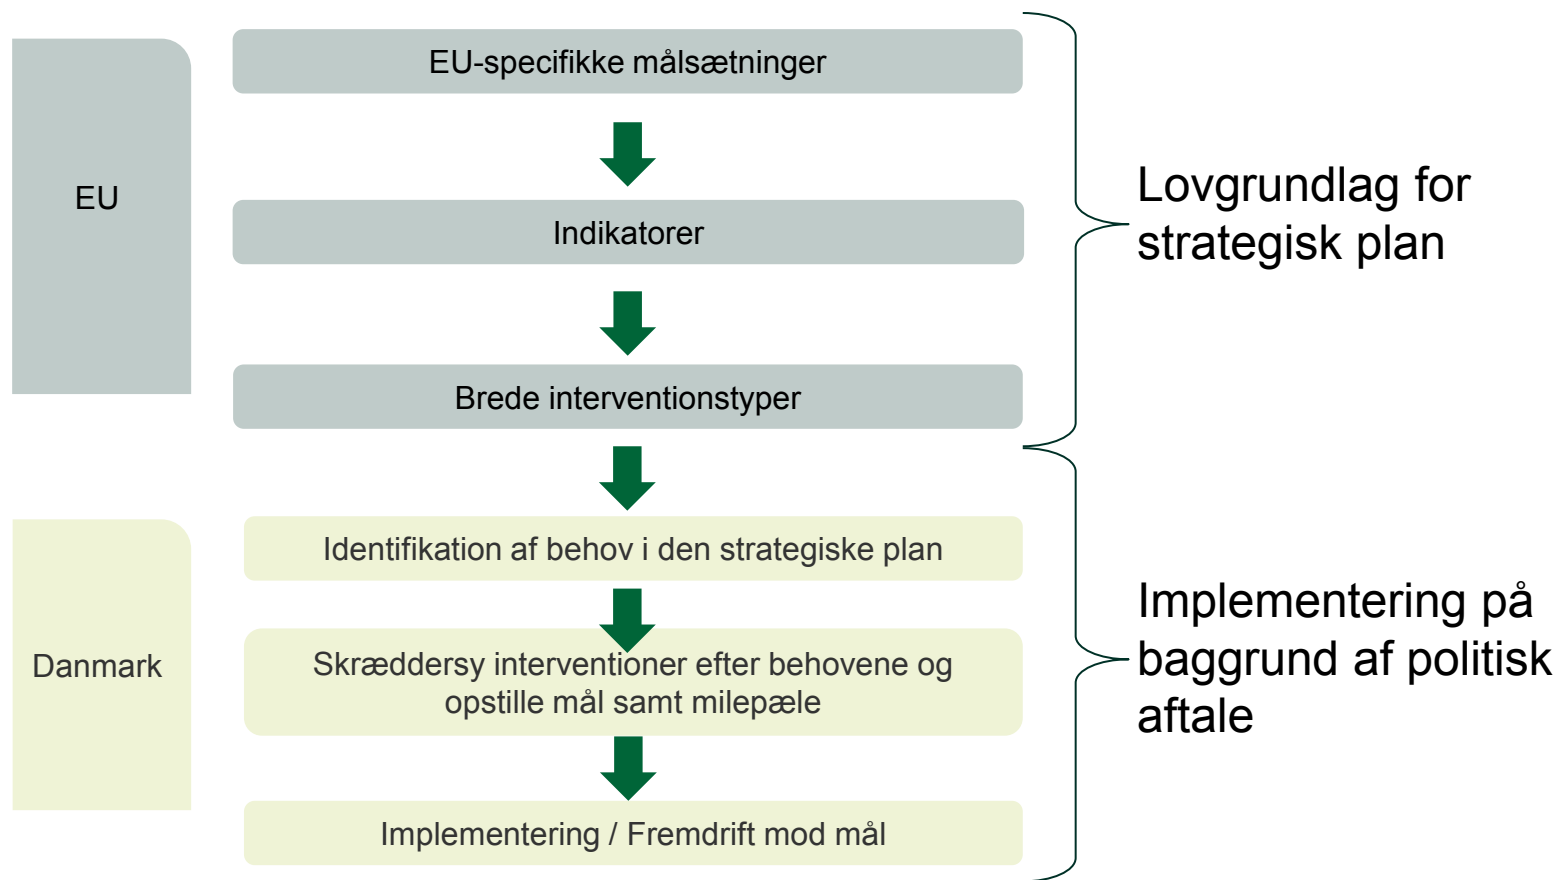 EU
EU-specifikke målsætninger
Indikatorer
Brede interventionstyper
Lovgrundlag for
strategisk plan
Danmark
Identifikation af behov i den strategiske plan
Skræddersy interventioner efter behovene og
opstille mål samt milepæle
Implementering / Fremdrift mod mål
Implementering på
baggrund af politisk
aftale